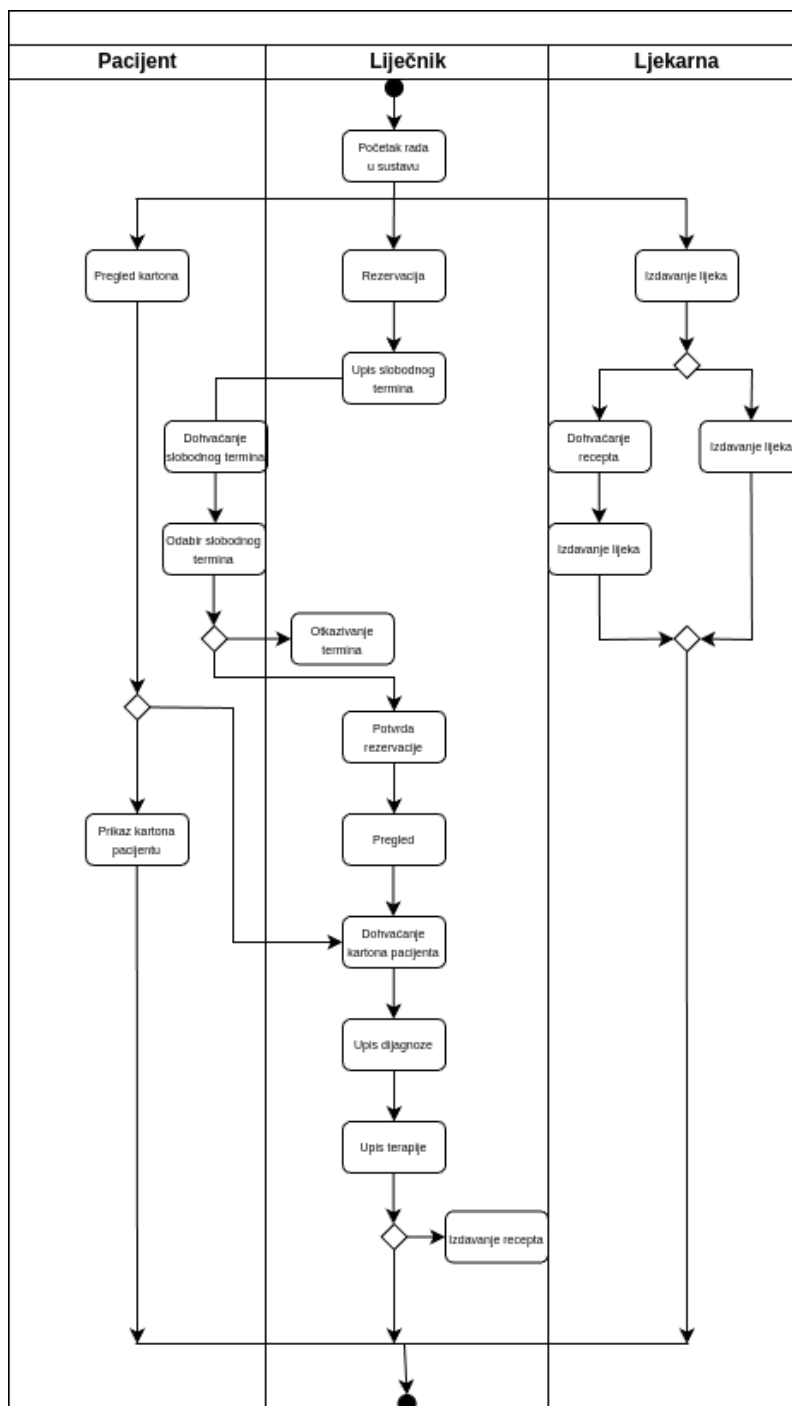 Pacijent
Liječnik
Ljekarna
Početak rada
u sustavu
Pregled kartona
Rezervacija
Izdavanje lijeka
Upis slobodnog
termina
Dohvaćanje
slobodnog termina
Dohvaćanje
recepta
Izdavanje lijeka
Odabir slobodnog
termina
Izdavanje lijeka
Otkazivanje
termina
Potvrda
rezervacije
Prikaz kartona
pacijentu
Pregled
Dohvaćanje
kartona pacijenta
Upis dijagnoze
Upis terapije
Izdavanje recepta